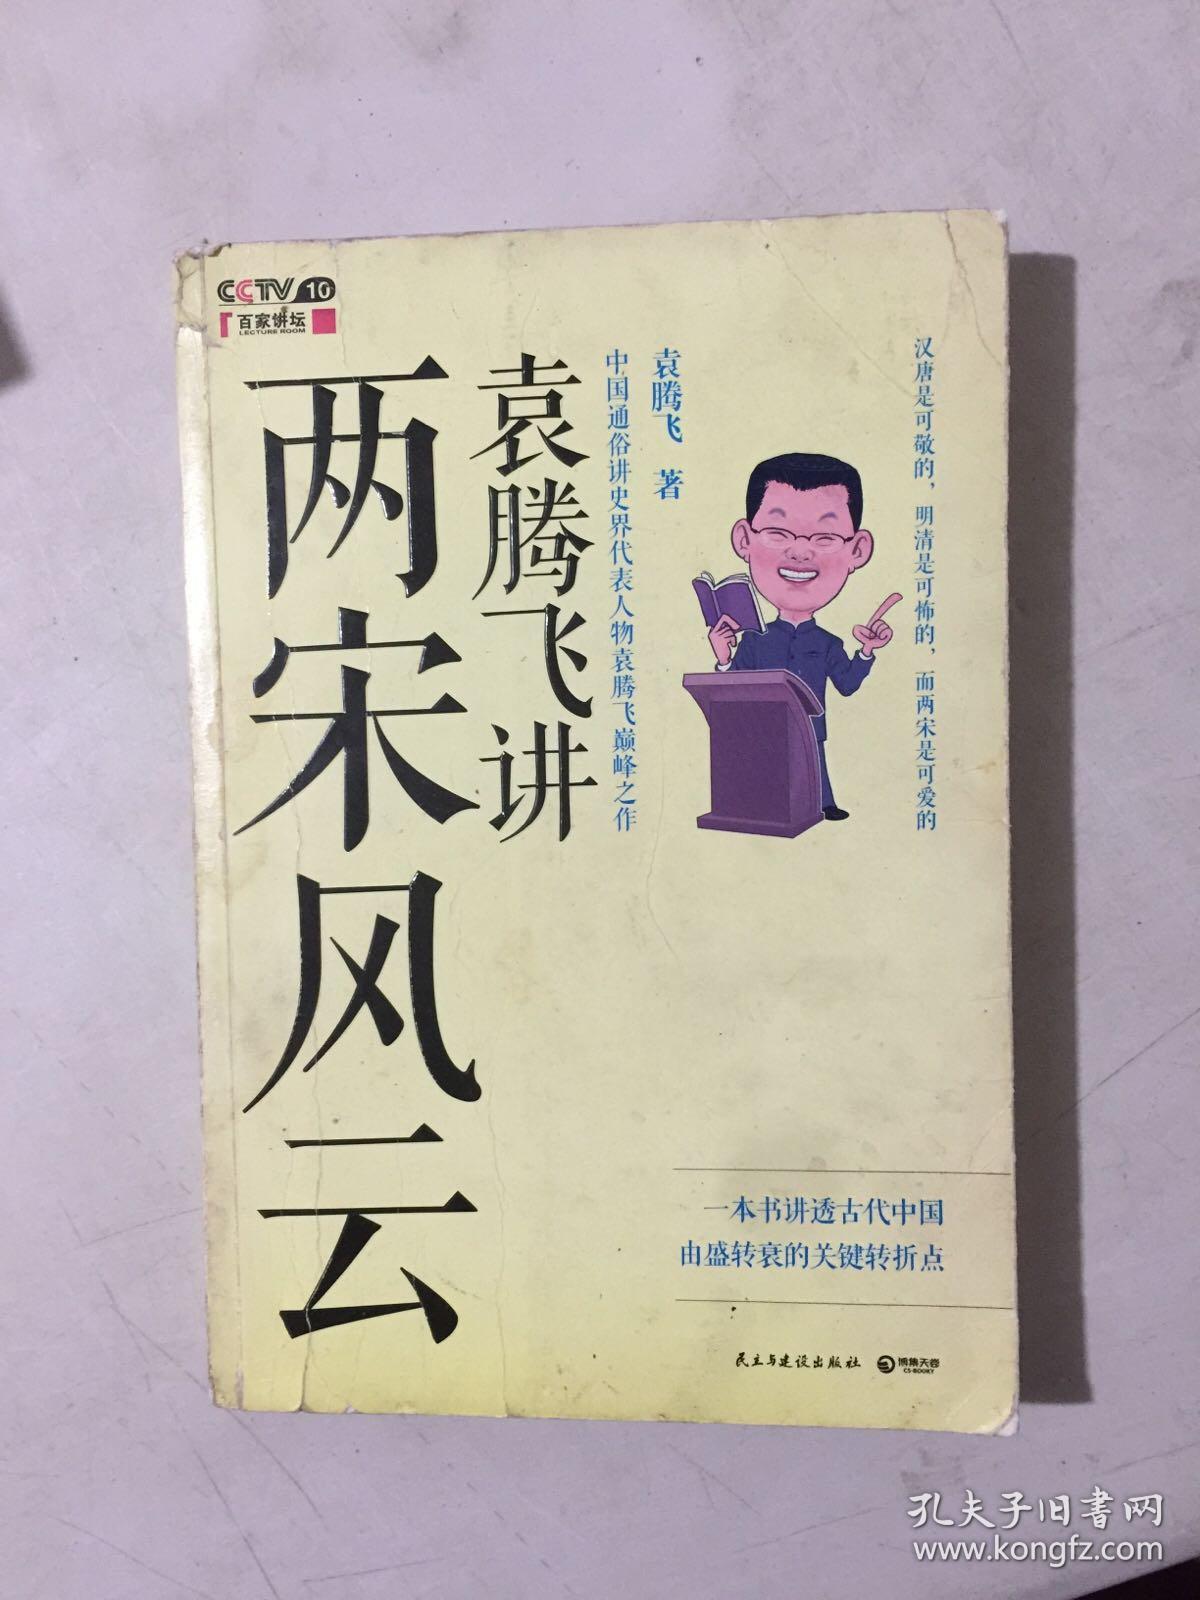 CCTV 10
百家讲坛
LECTURE ROOM
袁腾飞讲
两宋风云
袁腾飞 著
中国通俗讲史界代表人物袁腾飞巅峰之作
汉唐是可敬的，明清是可怖的，而两宋是可爱的
一本书讲透古代中国
由盛转衰的关键转折点
民主与建设出版社
博集天卷
CS-BOOKY
孔夫子旧书网
www.kongfz.com